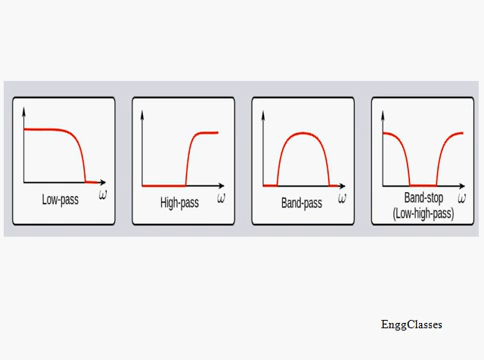 ω
Low-pass
ω
High-pass
ω
Band-pass
ω
Band-stop
(Low-high-pass)
EnggClasses